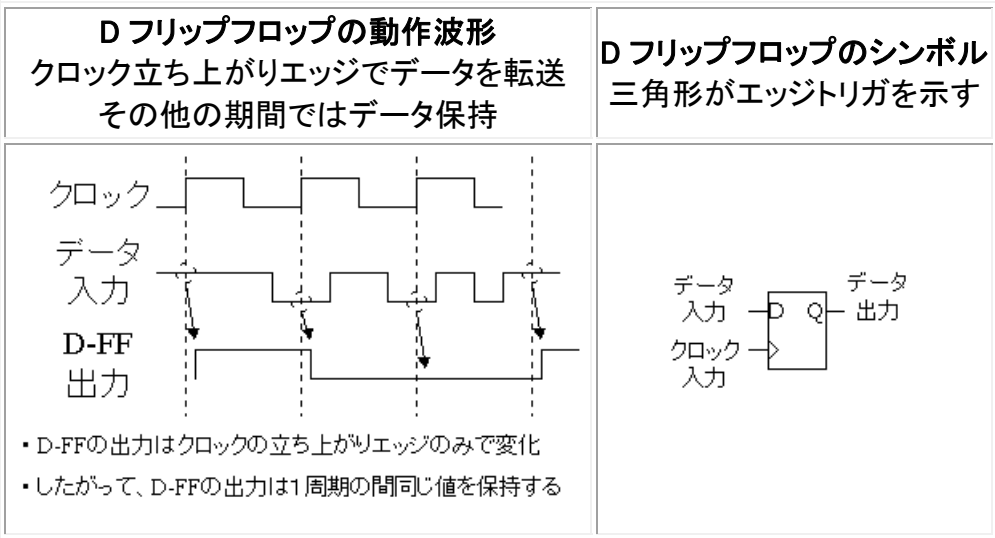 D フリップフロップの動作波形
クロック立ち上がりエッジでデータを転送
その他の期間ではデータ保持
D フリップフロップのシンボル
三角形がエッジトリガを示す
クロック
データ
入力
D-FF
出力
・D-FFの出力はクロックの立ち上がりエッジのみで変化
・したがって、D-FFの出力は1周期の間同じ値を保持する
データ
入力
D
Q
データ
出力
クロック
入力